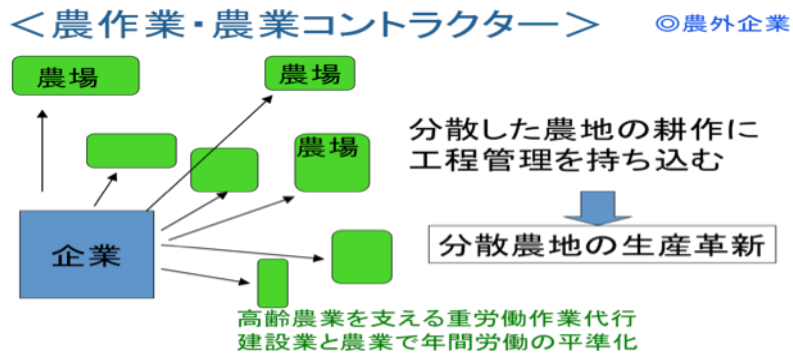 ＜農作業・農業コントラクター＞
◎農外企業
農場
農場
農場
企業
分散した農地の耕作に
工程管理を持ち込む
分散農地の生産革新
高齢農業を支える重労働作業代行
建設業と農業で年間労働の平準化